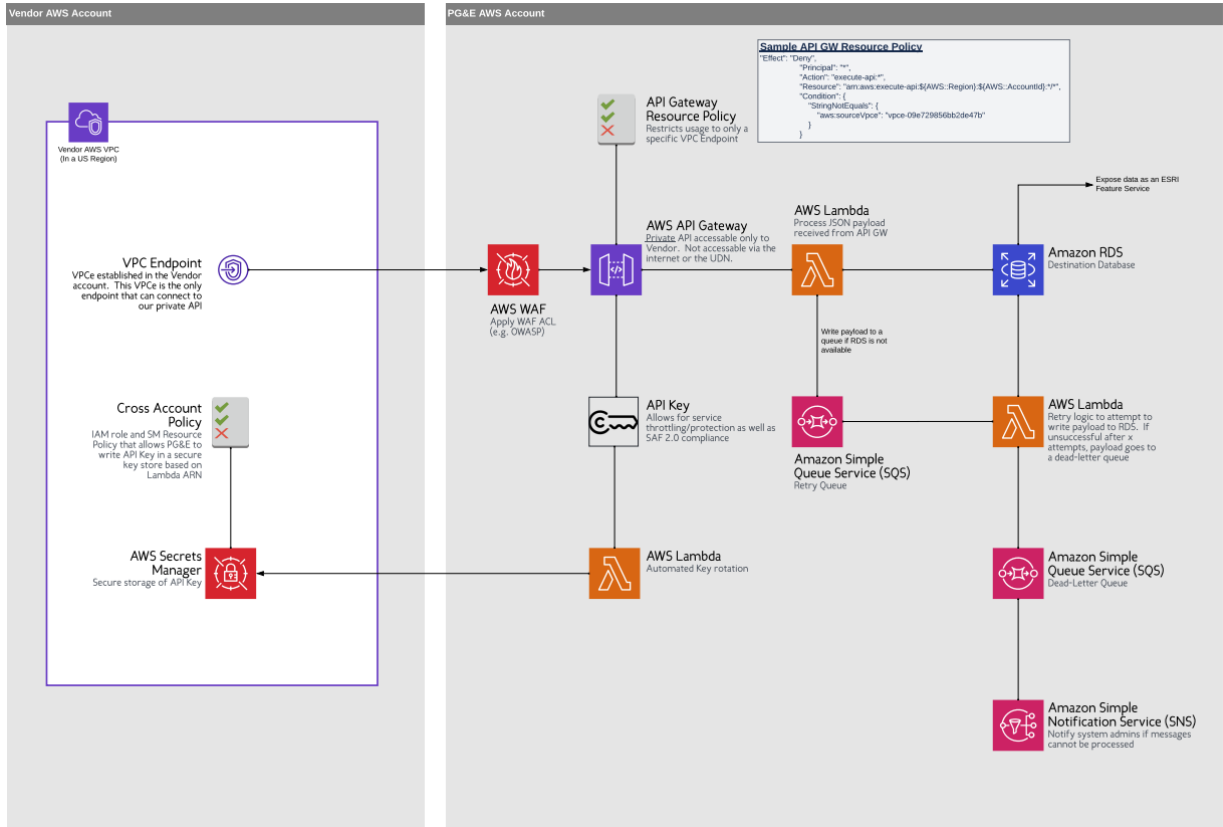 Vendor AWS Account
PG&E AWS Account
Vendor AWS VPC
(In a US Region)
VPC Endpoint
VPCe established in the Vendor
account. This VPCe is the only
endpoint that can connect to
our private API
Cross Account
Policy
IAM role and SM Resource
Policy that allows PG&E to
write API Key in a secure
key store based on
Lambda ARN
AWS Secrets
Manager
Secure storage of API Key
Sample API GW Resource Policy
"Effect": "Deny",
"Principal": "*",
"Action": "execute-api:*",
"Resource": "arn:aws:execute-api:${AWS::Region}:${AWS::AccountId}:*/*",
"Condition": {
"StringNotEquals": {
"aws:sourceVpce": "vpce-09e729856bb2de47b"
}
}
API Gateway
Resource Policy
Restricts usage to only a
specific VPC Endpoint
AWS WAF
Apply WAF ACL
(e.g. OWASP)
AWS API Gateway
Private API accessable only to
Vendor. Not accessable via the
internet or the UDN.
AWS Lambda
Process JSON payload
received from API GW
Expose data as an ESRI
Feature Service
Amazon RDS
Destination Database
Write payload to a
queue if RDS is not
available
API Key
Allows for service
throttling/protection as well as
SAF 2.0 compliance
Amazon Simple
Queue Service (SQS)
Retry Queue
AWS Lambda
Retry logic to attempt to
write payload to RDS. If
unsuccessful after x
attempts, payload goes to
a dead-letter queue
AWS Lambda
Automated Key rotation
Amazon Simple
Queue Service (SQS)
Dead-Letter Queue
Amazon Simple
Notification Service (SNS)
Notify system admins if messages
cannot be processed